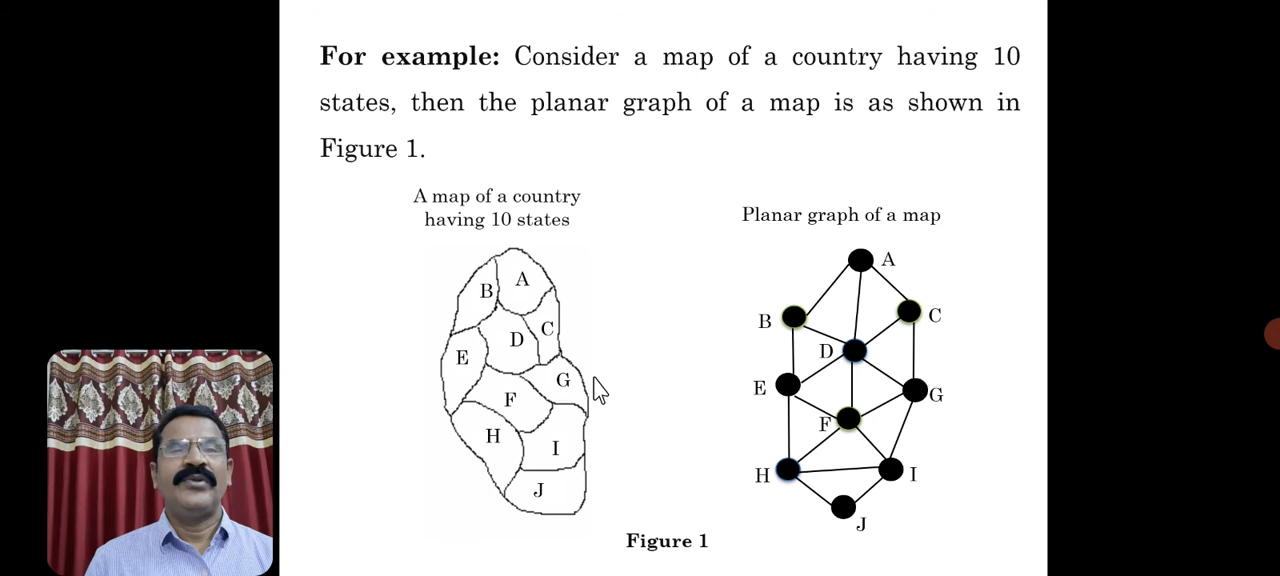 For example: Consider a map of a country having 10
states, then the planar graph of a map is as shown in
Figure 1.
A map of a country
having 10 states
Planar graph of a map
A
B
C
D
E
G
F
H
I
J
A
B
C
D
E
G
F
H
I
J
Figure 1